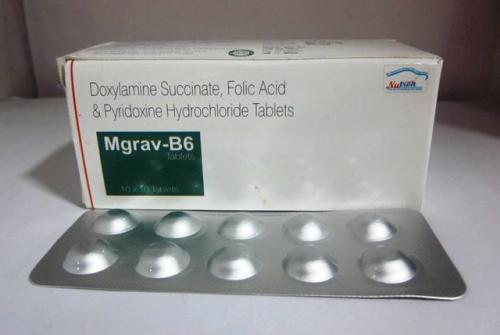 Doxylamine Succinate, Folic Acid
& Pyridoxine Hydrochloride Tablets
Mgrav-B6
Tablets
10 x 10 Tablets